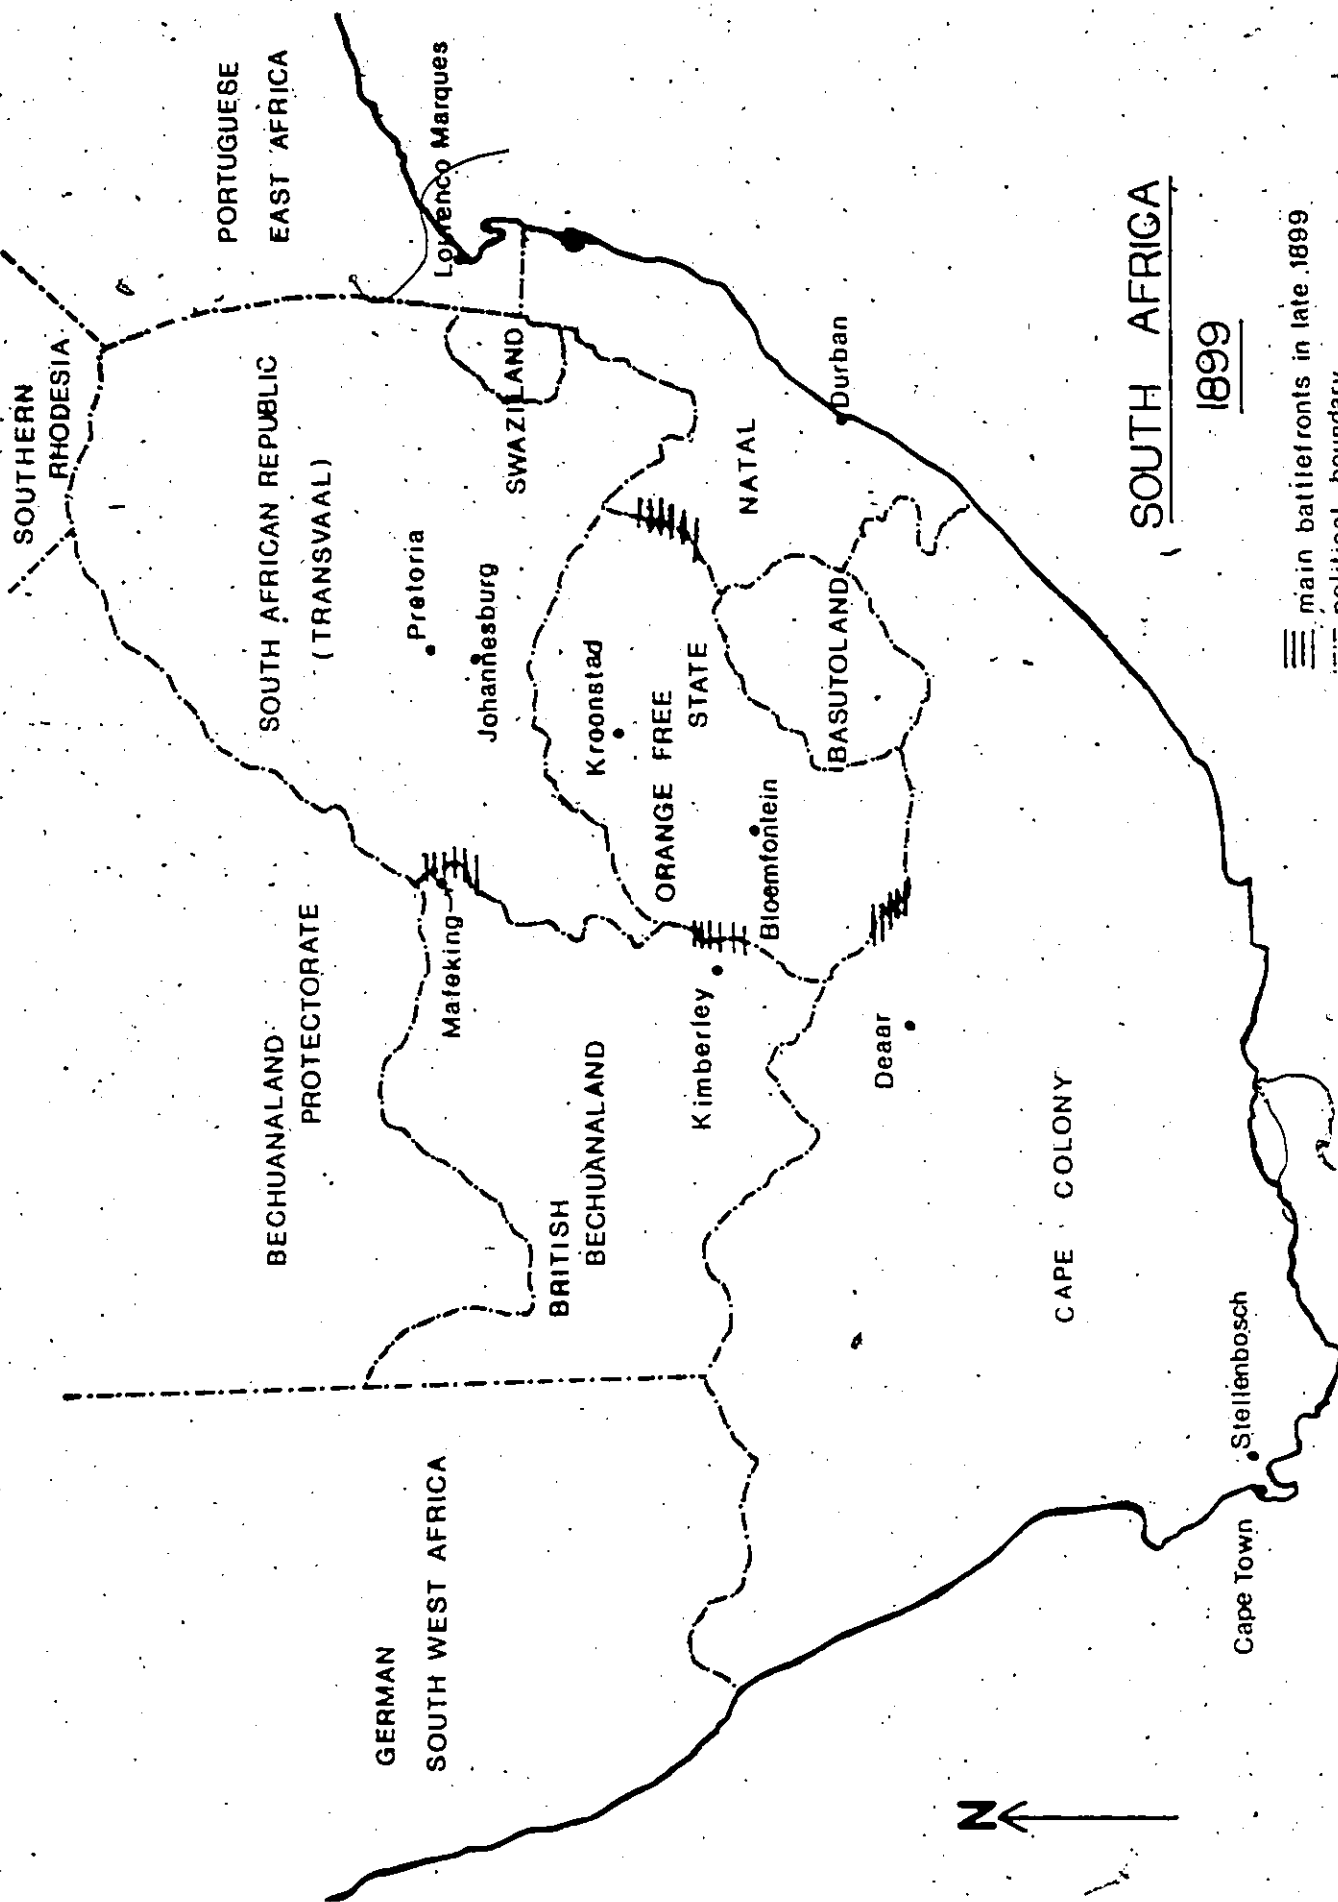 SOUTHERN
RHODESIA
PORTUGUESE
EAST AFRICA
SOUTH AFRICAN REPUBLIC
(TRANSVAAL)
Lourenco Marques
BECHUANALAND
PROTECTORATE
Pretoria
Mafeking
Johannesburg
SWAZILAND
GERMAN
SOUTH WEST AFRICA
BRITISH
BECHUANALAND
Kroonstad
ORANGE FREE
STATE
Kimberley
Bloemfontein
NATAL
BASUTOLAND
Durban
Deaar
CAPE COLONY
Cape Town
Stellenbosch
N
SOUTH AFRICA
1899
main battlefronts in late 1899
political boundary